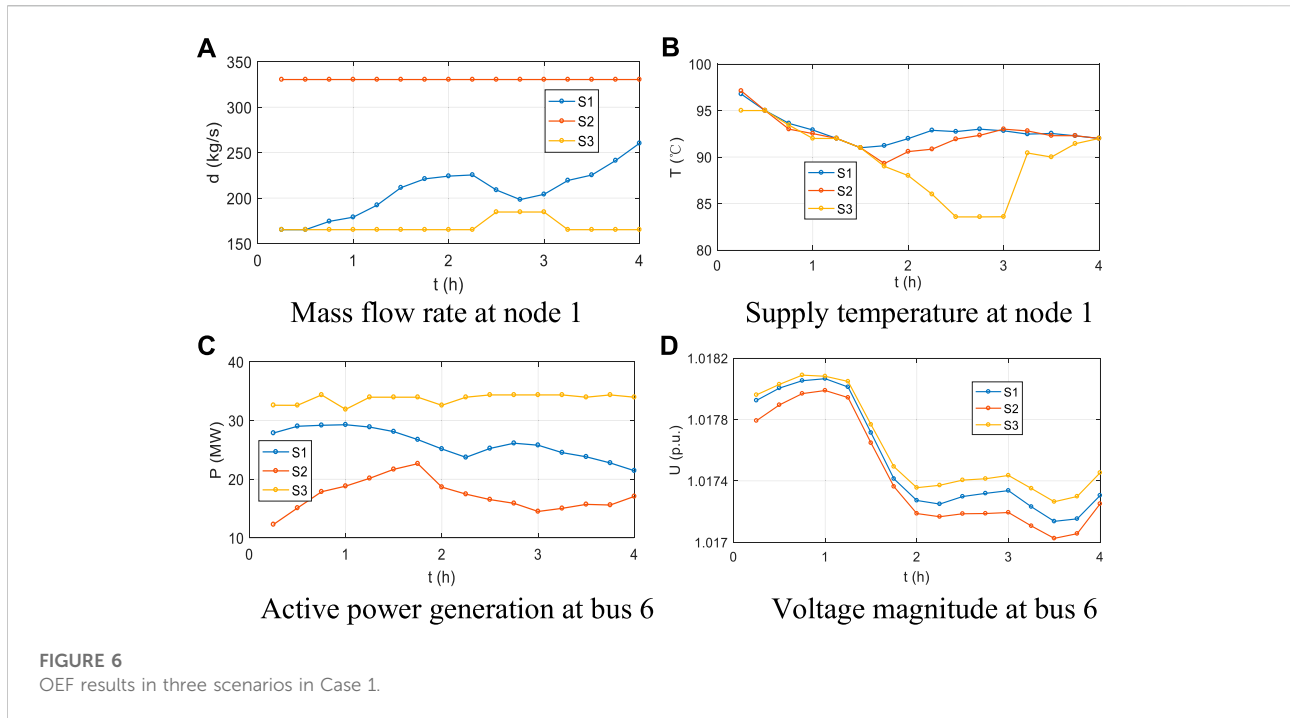 A
350
300
250
200
150
d (kg/s)
S1
S2
S3
0
1
2
3
4
t (h)
Mass flow rate at node 1
B
100
95
90
85
80
T (℃)
S1
S2
S3
0
1
2
3
4
t (h)
Supply temperature at node 1
C
40
30
20
10
P (MW)
S1
S2
S3
0
1
2
3
4
t (h)
Active power generation at bus 6
D
1.0182
1.0178
1.0174
1.017
U (p.u.)
S1
S2
S3
0
1
2
3
4
t (h)
Voltage magnitude at bus 6
FIGURE 6
OEF results in three scenarios in Case 1.